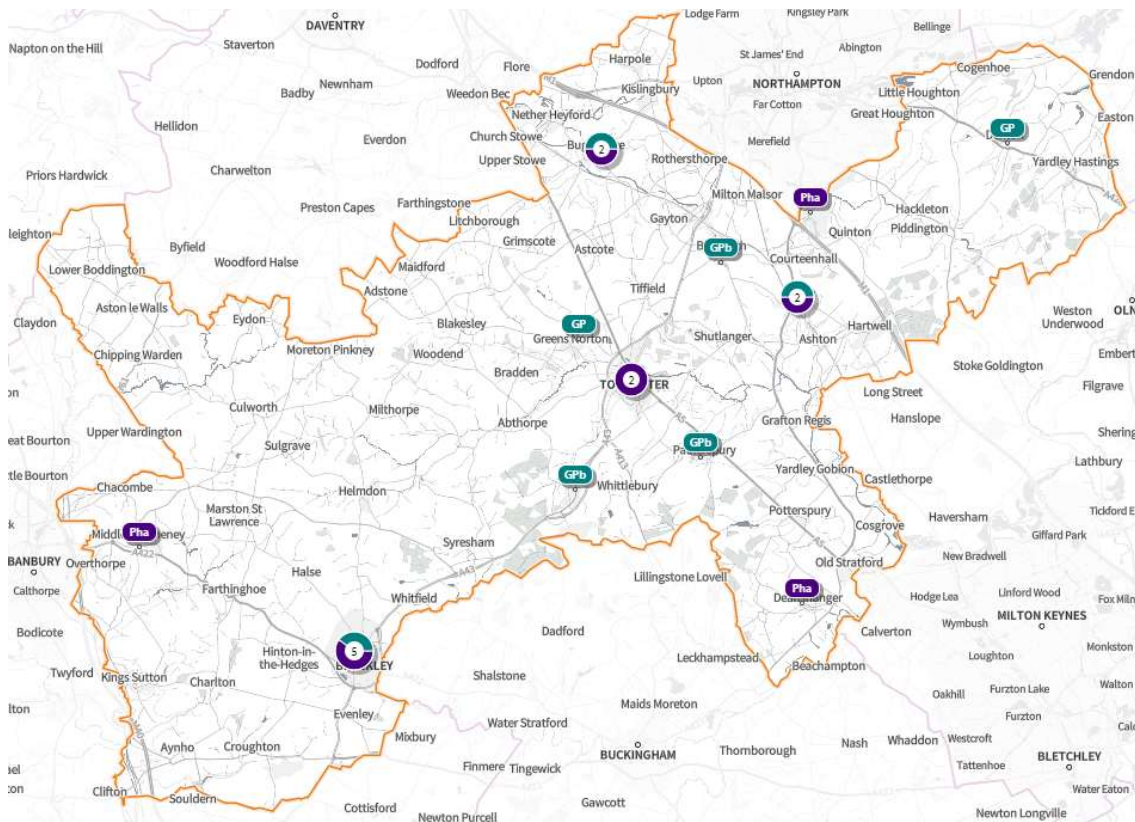 DAVENTRY
Lodge Farm
Kingsley Park
Bellinge
Napton on the Hill
Staverton
Dodford
Flore
Harpole
St James' End
Abington
Cogenhoe
Grendon
Newnham
Weedon Bec
Kislingbury
Upton
NORTHAMPTON
Little Houghton
Badby
Far Cotton
Great Houghton
Easton
Hellidon
Nether Heyford
Church Stowe
Everdon
Merefield
GP
2
Upper Stowe
Rothersthorpe
Yardley Hastings
Charwelton
Priors Hardwick
Milton Malsor
Pha
Preston Capes
Farthingstone
Litchborough
Gayton
Hackleton
Quinton
Piddington
Byfield
Grimscote
Astcote
GPb
Woodford Halse
Maidford
Courteenhall
Lower Boddington
Adstone
Tiffield
2
Aston le Walls
Weston
Underwood
Claydon
Eydon
Blakesley
GP
Greens Norton
Shutlanger
Hartwell
Ashton
Chipping Warden
Moreton Pinkney
Woodend
Stoke Goldington
Bradden
2
Filgrave
Long Street
Culworth
Milthorpe
Abthorpe
A5
Grafton Regis
Hanslope
Upper Wardington
Sulgrave
GPb
Lathbury
Yardley Gobion
Castlethorpe
GPb
Whittlebury
Chacombe
Helmdon
Marston St
Lawrence
Potterspury
Haversham
Cosgrove
Giffard Park
Pha
A422
Syresham
A5
New Bradwell
BANBURY
Overthorpe
Halse
A43
Old Stratford
Lillingstone Lovell
Calthorpe
Farthinghoe
Whitfield
Pha
Hodge Lea
Linford Wood
Wymbush
MILTON KEYNES
Bodicote
Dadford
Calverton
Monkston
5
Hinton-in-
the-Hedges
Loughton
Leckhampstead
Beachampton
Twyford
Kings Sutton
Charlton
Shalstone
Walton
Oakhill
Furzton Lake
Maids Moreton
Evenley
Furzton
Water Stratford
Mixbury
Nash
Whaddon
Westcroft
Aynho
Croughton
BUCKINGHAM
Thornborough
BLETCHLEY
Finmere
Tingewick
Tattenhoe
Clifton
Souldern
Water Eaton
Cottisford
Gawcott
Newton Purcell
Newton Longville